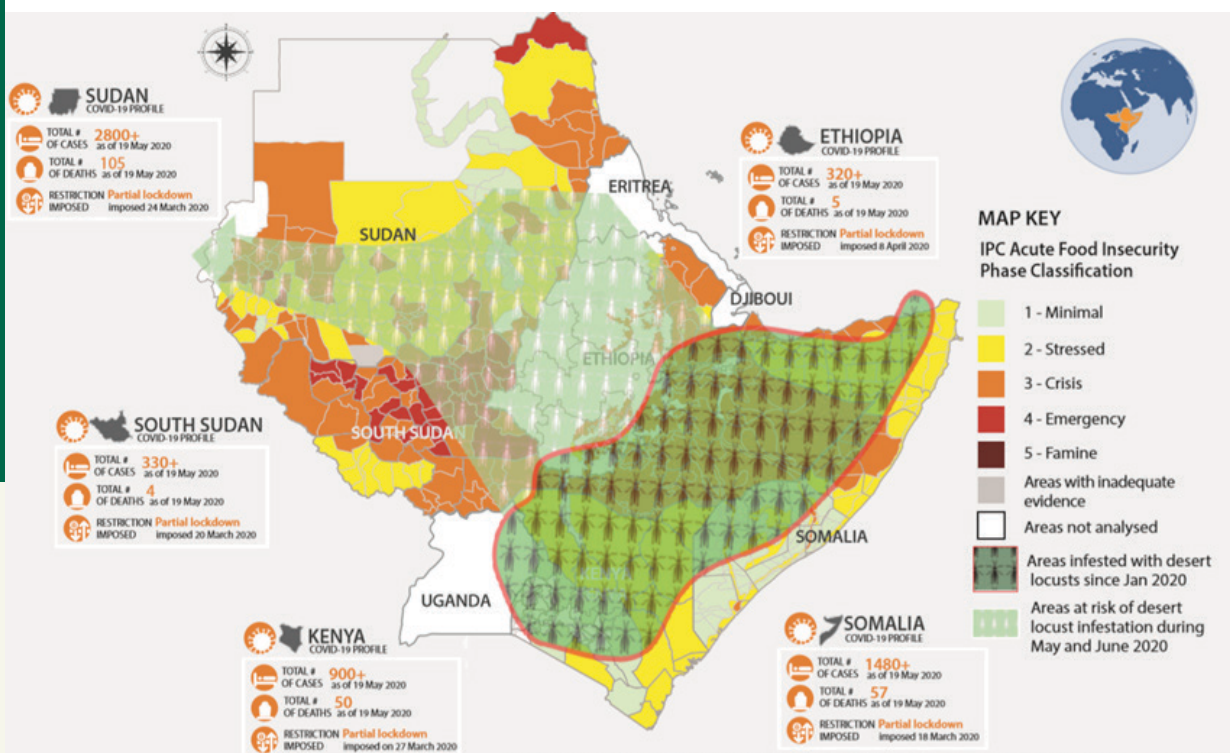 SUDAN
COVID-19 PROFILE
TOTAL # OF CASES 2800+ as of 19 May 2020
TOTAL # OF DEATHS 105 as of 19 May 2020
RESTRICTION IMPOSED Partial lockdown imposed 24 March 2020
ETHIOPIA
COVID-19 PROFILE
TOTAL # OF CASES 320+ as of 19 May 2020
TOTAL # OF DEATHS 5 as of 19 May 2020
RESTRICTION IMPOSED Partial lockdown imposed 8 April 2020
ERITREA
SUDAN
DJIBOUI
ETHIOPIA
SOUTH SUDAN
SOMALIA
UGANDA
KENYA
MAP KEY
IPC Acute Food Insecurity
Phase Classification
1 - Minimal
2 - Stressed
3 - Crisis
4 - Emergency
5 - Famine
Areas with inadequate
evidence
Areas not analysed
Areas infested with desert
locusts since Jan 2020
Areas at risk of desert
locust infestation during
May and June 2020
SOUTH SUDAN
COVID-19 PROFILE
TOTAL # OF CASES 330+ as of 19 May 2020
TOTAL # OF DEATHS 4 as of 19 May 2020
RESTRICTION IMPOSED Partial lockdown imposed 20 March 2020
KENYA
COVID-19 PROFILE
TOTAL # OF CASES 900+ as of 19 May 2020
TOTAL # OF DEATHS 50 as of 19 May 2020
RESTRICTION IMPOSED Partial lockdown imposed on 27 March 2020
SOMALIA
COVID-19 PROFILE
TOTAL # OF CASES 1480+ as of 19 May 2020
TOTAL # OF DEATHS 57 as of 19 May 2020
RESTRICTION IMPOSED Partial lockdown imposed 18 March 2020